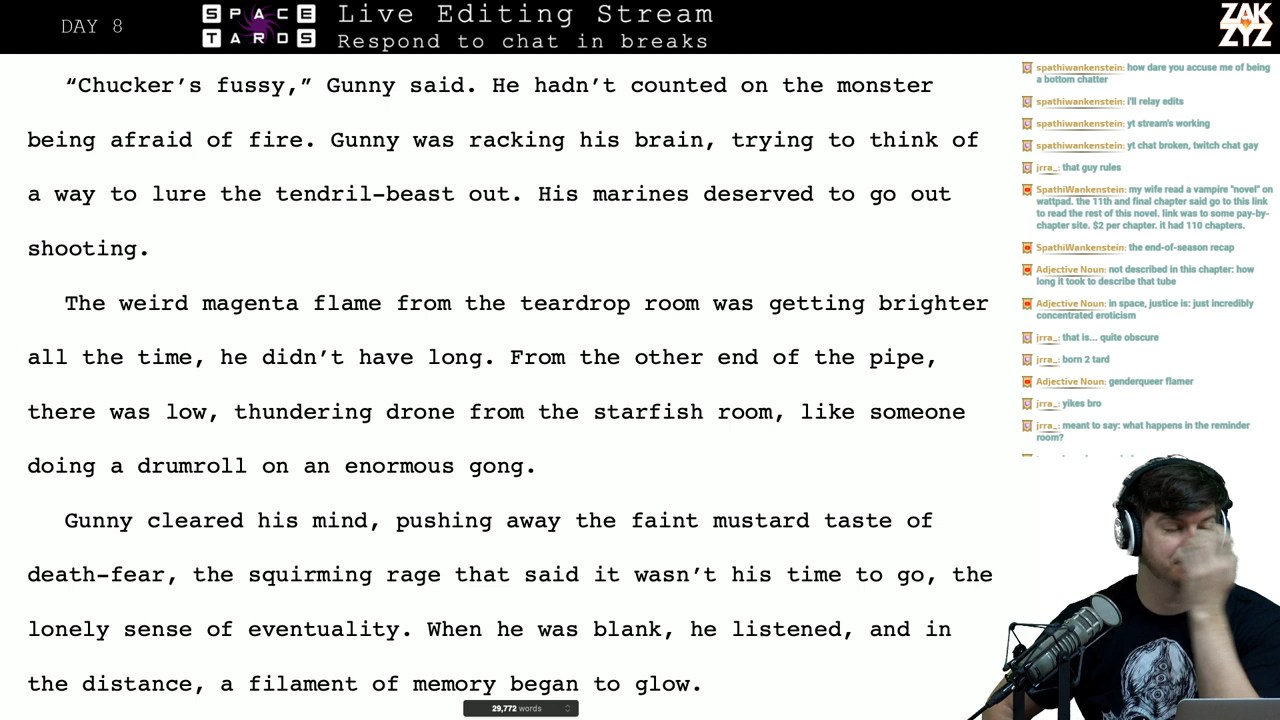 DAY 8
SPACE
TARDS
Live Editing Stream
Respond to chat in breaks
ZAK
ZYZ
“Chucker’s fussy,” Gunny said. He hadn’t counted on the monster
being afraid of fire. Gunny was racking his brain, trying to think of
a way to lure the tendril-beast out. His marines deserved to go out
shooting.
The weird magenta flame from the teardrop room was getting brighter
all the time, he didn’t have long. From the other end of the pipe,
there was low, thundering drone from the starfish room, like someone
doing a drumroll on an enormous gong.
Gunny cleared his mind, pushing away the faint mustard taste of
death-fear, the squirming rage that said it wasn’t his time to go, the
lonely sense of eventuality. When he was blank, he listened, and in
the distance, a filament of memory began to glow.
29,772 words
spathiwankenstein: how dare you accuse me of being
a bottom chatter
spathiwankenstein: i'll relay edits
spathiwankenstein: yt stream's working
spathiwankenstein: yt chat broken, twitch chat gay
jrra_: that guy rules
SpathiWankenstein: my wife read a vampire "novel" on
wattpad. the 11th and final chapter said go to this link
to read the rest of this novel. link was to some pay-by-
chapter site. $2 per chapter. it had 110 chapters.
SpathiWankenstein: the end-of-season recap
Adjective Noun: not described in this chapter: how
long it took to describe that tube
Adjective Noun: in space, justice is: just incredibly
concentrated eroticism
jrra_: that is... quite obscure
jrra_: born 2 tard
Adjective Noun: genderqueer flamer
jrra_: yikes bro
jrra_: meant to say: what happens in the reminder
room?